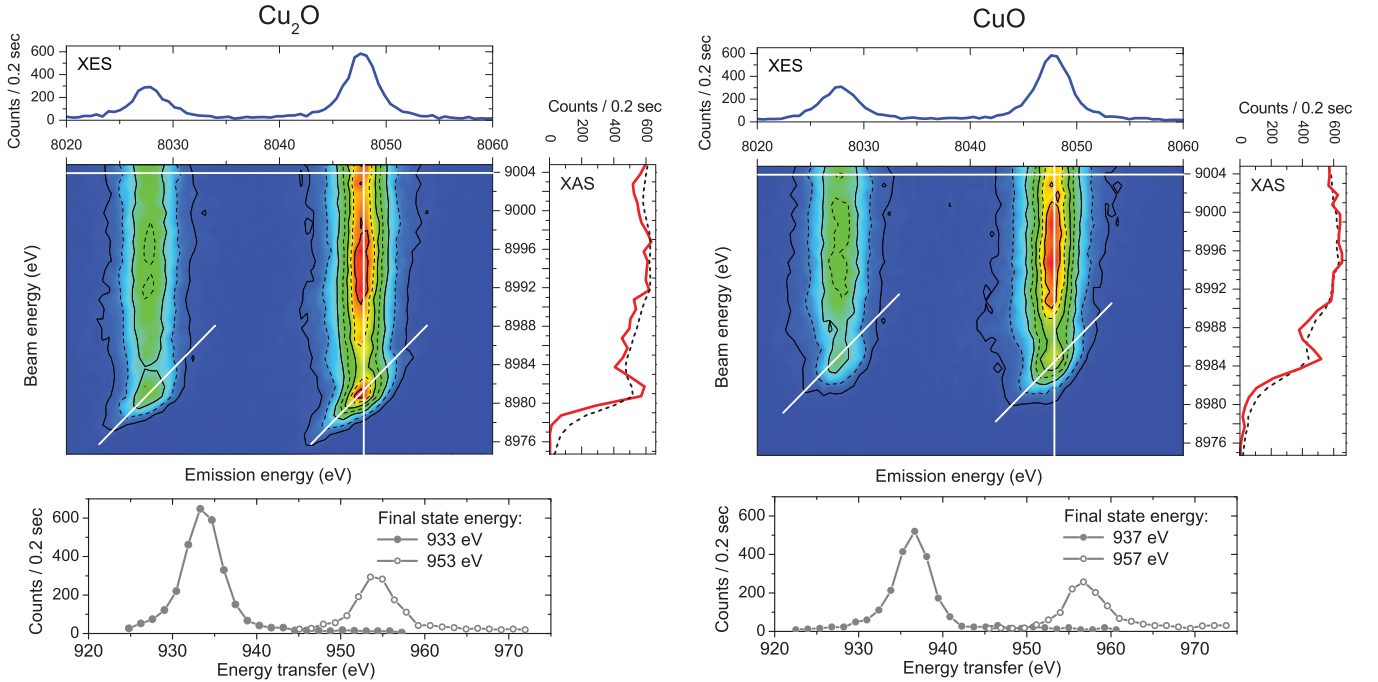 Cu2O
CuO
Counts / 0.2 sec
600
400
200
0
XES
8020
8030
8040
8050
8060
Counts / 0.2 sec
0
200
400
600
Beam energy (eV)
9004
9000
8996
8992
8988
8984
8980
8976
XAS
Emission energy (eV)
Counts / 0.2 sec
600
400
200
0
Final state energy:
933 eV
953 eV
920
930
940
950
960
970
Energy transfer (eV)
Counts / 0.2 sec
600
400
200
0
XES
8020
8030
8040
8050
8060
Counts / 0.2 sec
0
200
400
600
Beam energy (eV)
9004
9000
8996
8992
8988
8984
8980
8976
XAS
Emission energy (eV)
Counts / 0.2 sec
600
400
200
0
Final state energy:
937 eV
957 eV
920
930
940
950
960
970
Energy transfer (eV)